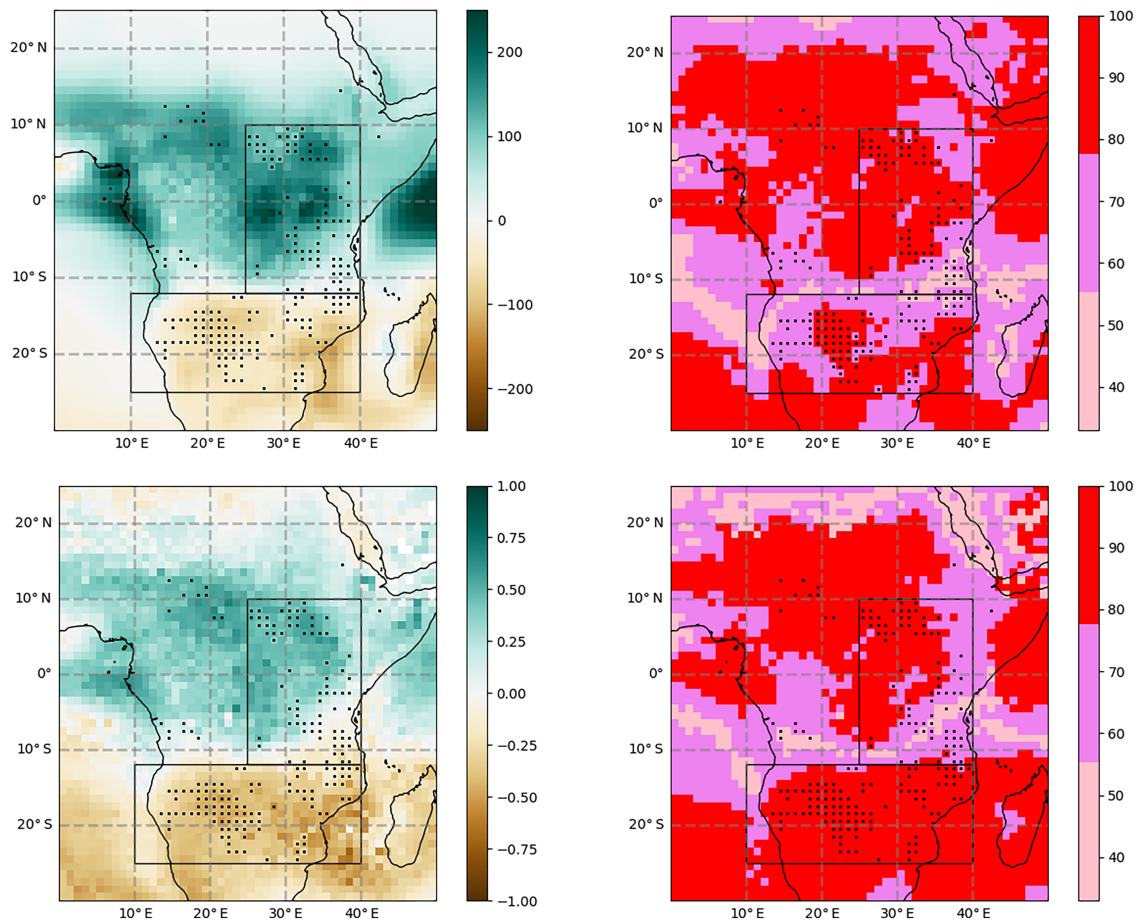 20° N
10° N
0°
10° S
20° S
10° E
20° E
30° E
40° E
200
100
0
−100
−200
20° N
10° N
0°
10° S
20° S
10° E
20° E
30° E
40° E
100
90
80
70
60
50
40
20° N
10° N
0°
10° S
20° S
10° E
20° E
30° E
40° E
1.00
0.75
0.50
0.25
0.00
−0.25
−0.50
−0.75
−1.00
20° N
10° N
0°
10° S
20° S
10° E
20° E
30° E
40° E
100
90
80
70
60
50
40